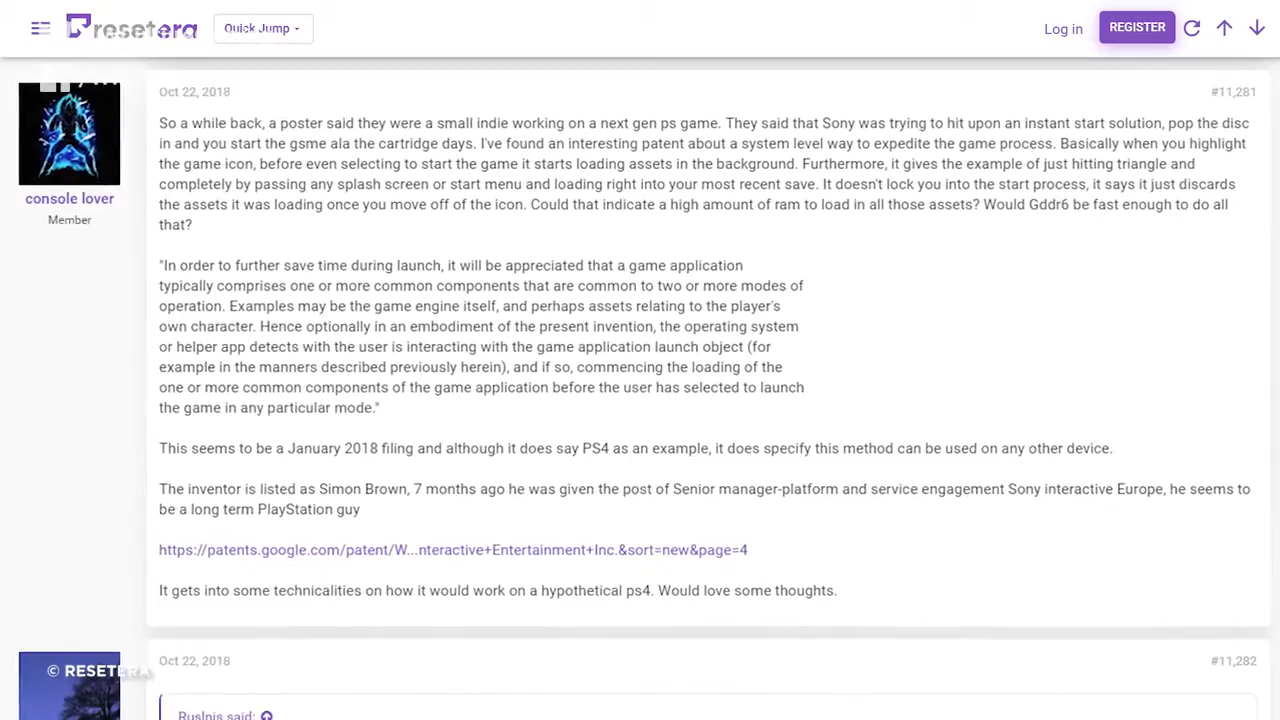 resetera
Quick Jump
Log in
REGISTER
Oct 22, 2018
#11,281
So a while back, a poster said they were a small indie working on a next gen ps game. They said that Sony was trying to hit upon an instant start solution, pop the disc
in and you start the gsme ala the cartridge days. I've found an interesting patent about a system level way to expedite the game process. Basically when you highlight
the game icon, before even selecting to start the game it starts loading assets in the background. Furthermore, it gives the example of just hitting triangle and
completely by passing any splash screen or start menu and loading right into your most recent save. It doesn't lock you into the start process, it says it just discards
the assets it was loading once you move off of the icon. Could that indicate a high amount of ram to load in all those assets? Would Gddr6 be fast enough to do all
that?
console lover
Member
"In order to further save time during launch, it will be appreciated that a game application
typically comprises one or more common components that are common to two or more modes of
operation. Examples may be the game engine itself, and perhaps assets relating to the player's
own character. Hence optionally in an embodiment of the present invention, the operating system
or helper app detects with the user is interacting with the game application launch object (for
example in the manners described previously herein), and if so, commencing the loading of the
one or more common components of the game application before the user has selected to launch
the game in any particular mode."
This seems to be a January 2018 filing and although it does say PS4 as an example, it does specify this method can be used on any other device.
The inventor is listed as Simon Brown, 7 months ago he was given the post of Senior manager-platform and service engagement Sony interactive Europe, he seems to
be a long term PlayStation guy
https://patents.google.com/patent/W...nteractive+Entertainment+Inc.&sort=new&page=4
It gets into some technicalities on how it would work on a hypothetical ps4. Would love some thoughts.
Oct 22, 2018
#11,282
© RESETERA
Ruslnis said: